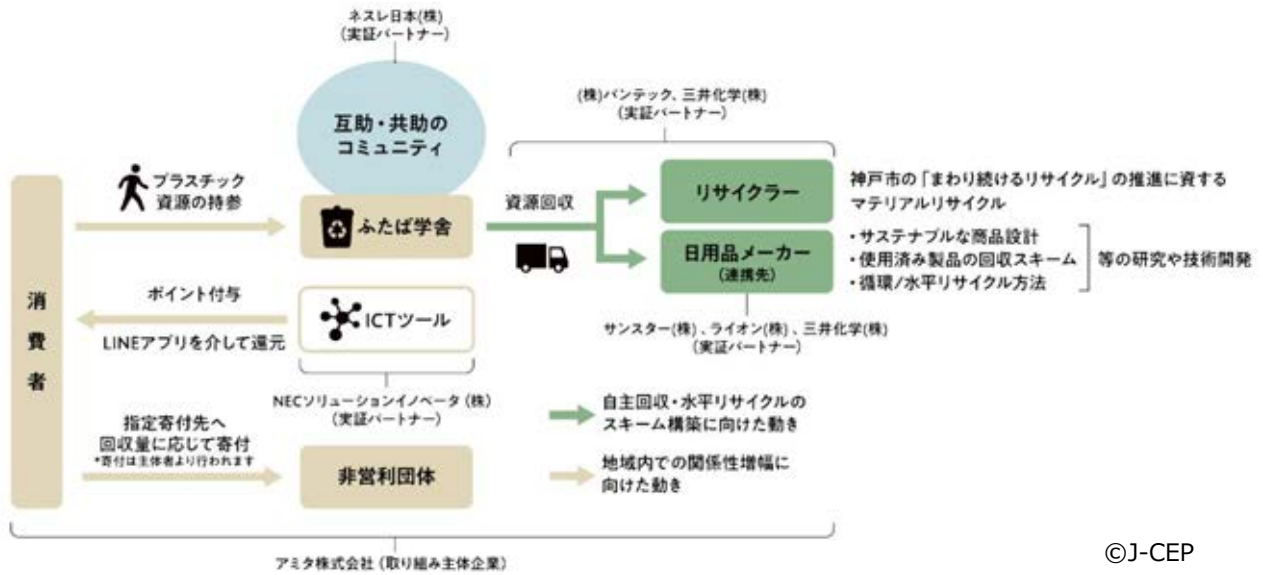 ネスレ日本(株)
(実証パートナー)
互助・共助の
コミュニティ
(株)パンテック、三井化学(株)
(実証パートナー)
プラスチック
資源の持参
ふたば学舎
資源回収
リサイクラー
神戸市の「まわり続けるリサイクル」の推進に資する
マテリアルリサイクル
日用品メーカー
(連携先)
・サステナブルな商品設計
・使用済み製品の回収スキーム
・循環/水平リサイクル方法
等の研究や技術開発
サンスター(株)、ライオン(株)、三井化学(株)
(実証パートナー)
消費者
ポイント付与
LINEアプリを介して還元
ICTツール
NECソリューションイノベータ(株)
(実証パートナー)
指定寄付先へ
回収量に応じて寄付
*寄付は主体者より行われます
非営利団体
自主回収・水平リサイクルの
スキーム構築に向けた動き
地域内での関係性増幅に
向けた動き
アミタ株式会社(取り組み主体企業)
©J-CEP